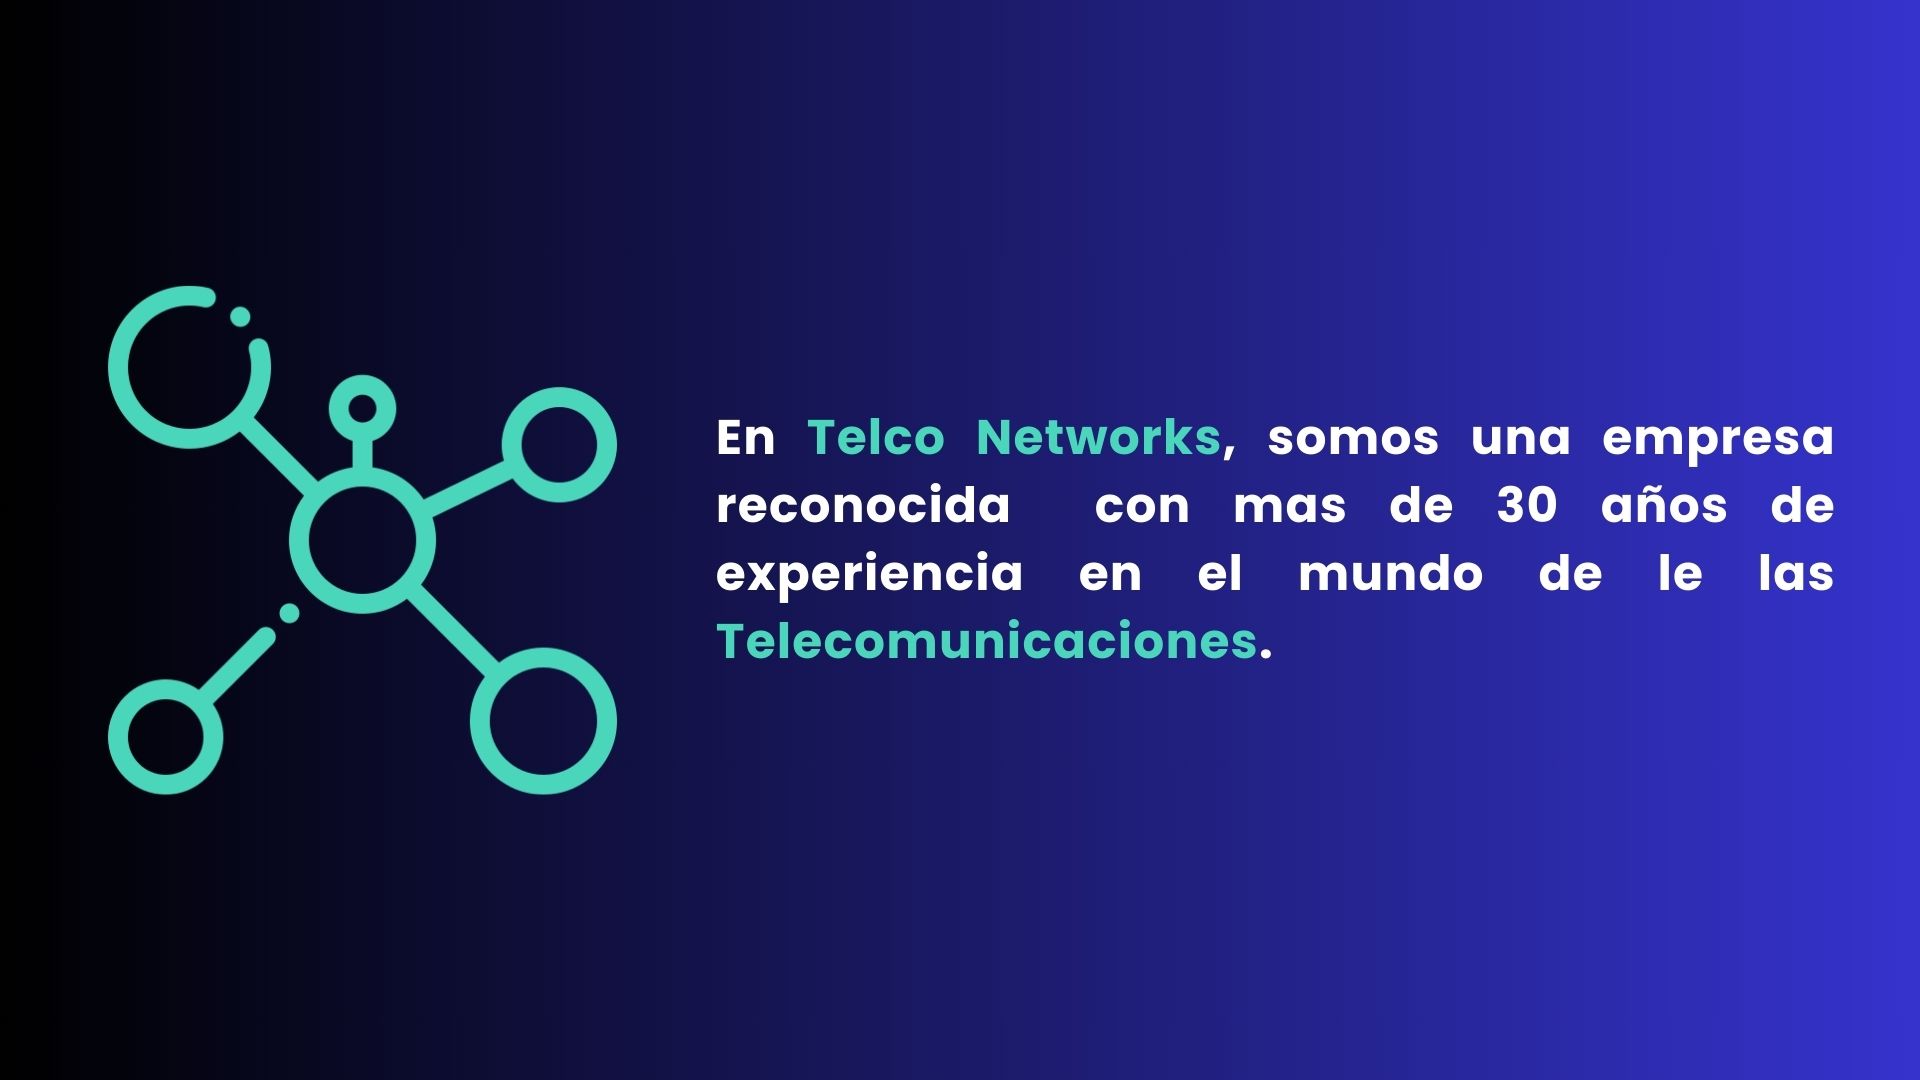 En Telco Networks, somos una empresa
reconocida con mas de 30 años de
experiencia en el mundo de le las
Telecomunicaciones.